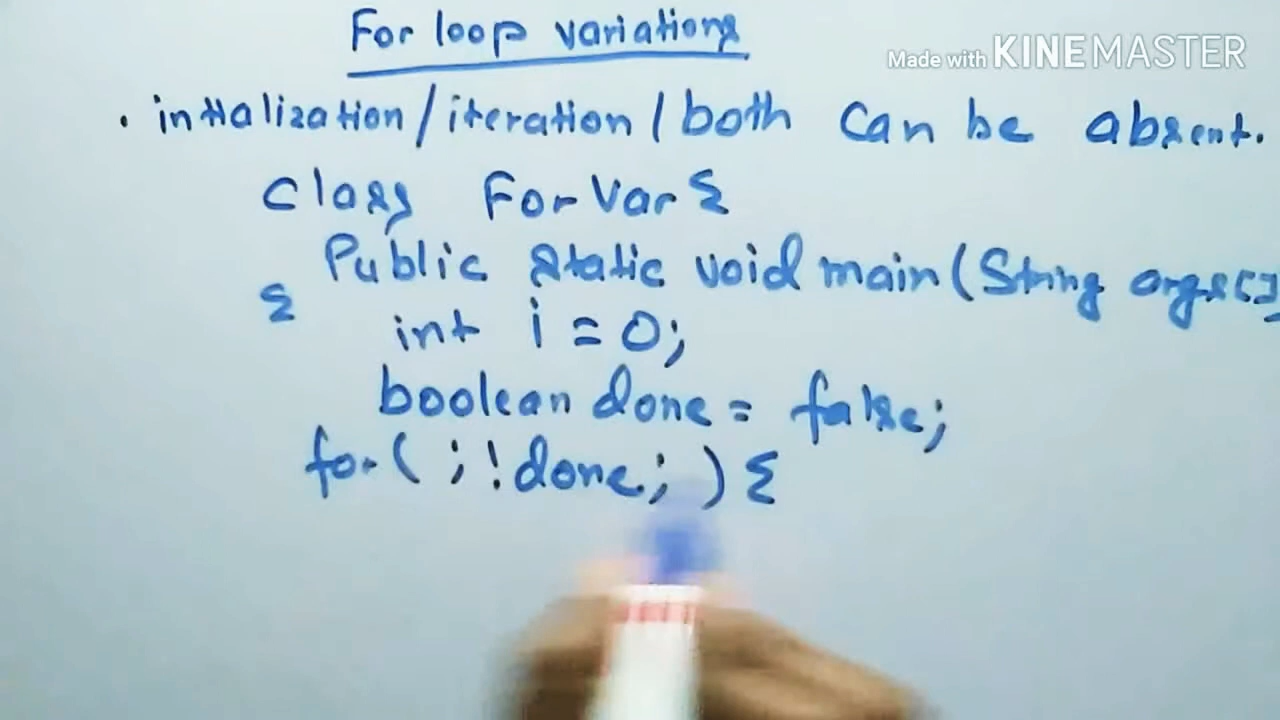 For loop variations
Made with KINEMASTER
• initialization/iteration/both can be absent.
class ForVar {
Public static void main(String args[]
{
int i = 0;
boolean done = false;
for( ; !done; ) {